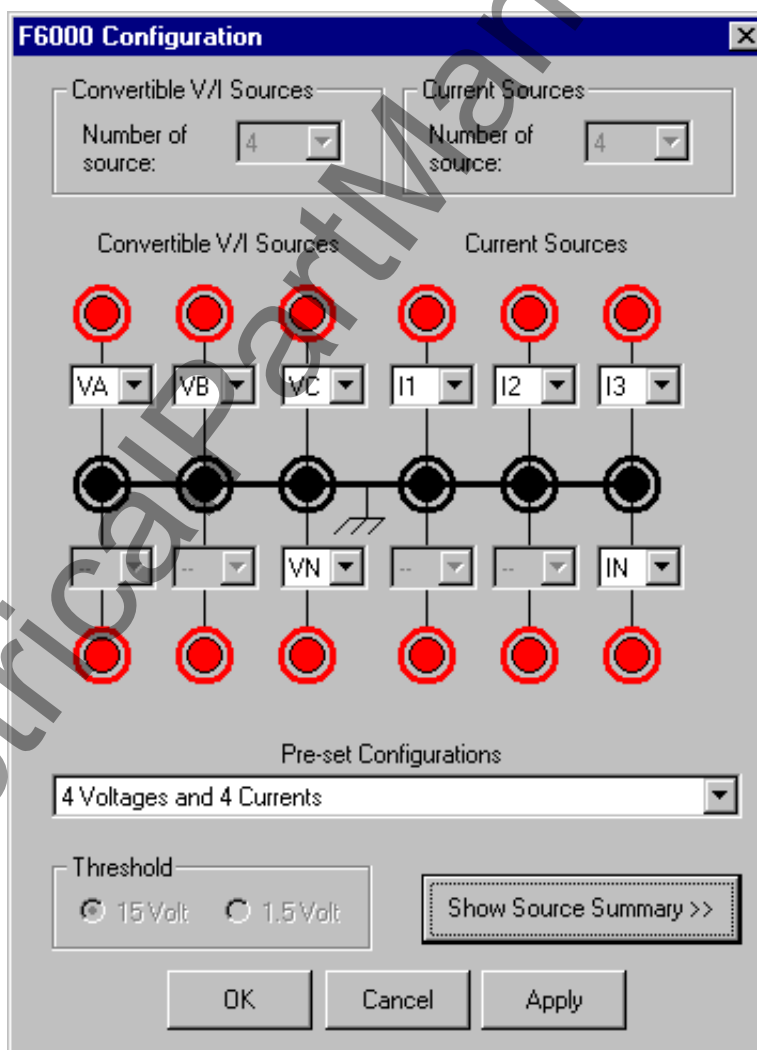 F6000 Configuration
Convertible V/I Sources
Number of
source:
4
Current Sources
Number of
source:
4
Convertible V/I Sources
Current Sources
VA
VB
VC
I1
I2
I3
--
--
VN
--
--
IN
Pre-set Configurations
4 Voltages and 4 Currents
Threshold
15 Volt
1.5 Volt
Show Source Summary >>
OK
Cancel
Apply
ctricalPartMan